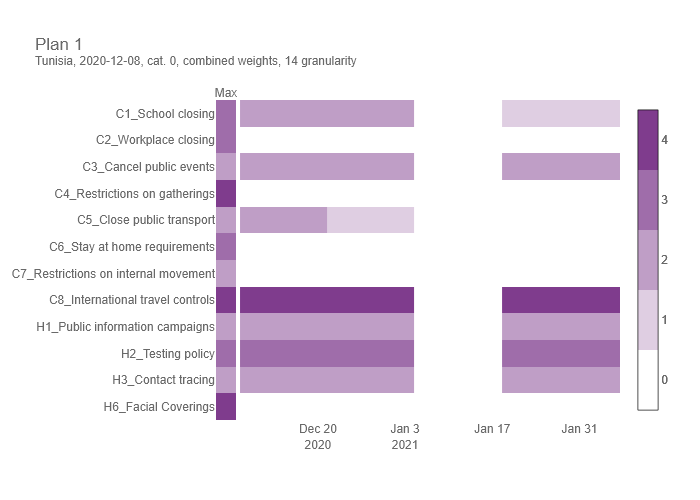 Plan 1
Tunisia, 2020-12-08, cat. 0, combined weights, 14 granularity
Max
C1_School closing
C2_Workplace closing
C3_Cancel public events
C4_Restrictions on gatherings
C5_Close public transport
C6_Stay at home requirements
C7_Restrictions on internal movement
C8_International travel controls
H1_Public information campaigns
H2_Testing policy
H3_Contact tracing
H6_Facial Coverings
4
3
2
1
0
Dec 20 Jan 3 Jan 17 Jan 31
2020 2021